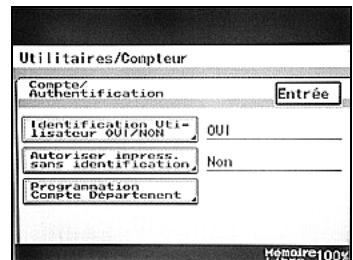 Utilitaires/Compteur
Compte/
Authentification
Entrée
Identification Uti-
lisateur OUI/NON
OUI
Autoriser impress.
sans identification
Non
Programmation
Compte Département
Mémoire
Libre 100%